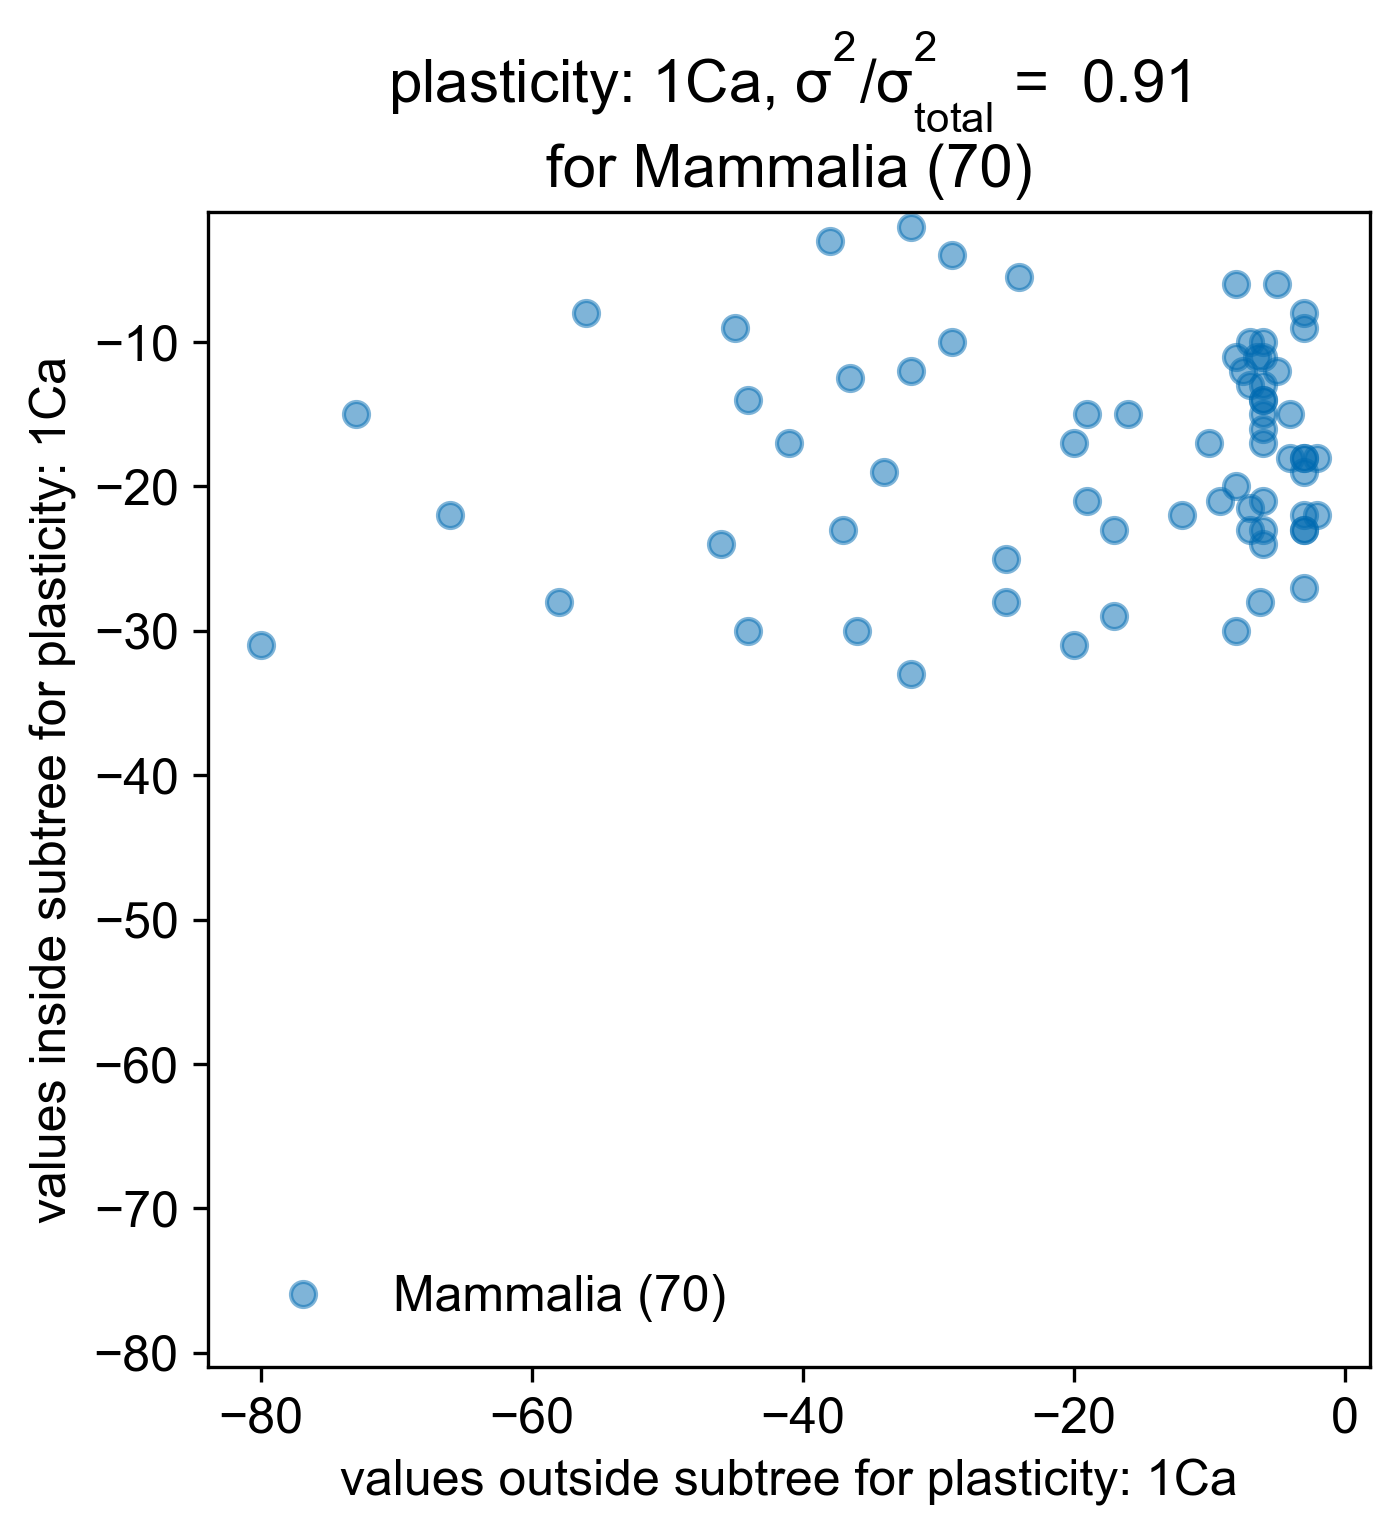 plasticity: 1Ca, σ²/σ²total = 0.91
for Mammalia (70)
values inside subtree for plasticity: 1Ca
−10
−20
−30
−40
−50
−60
−70
−80
Mammalia (70)
−80 −60 −40 −20 0
values outside subtree for plasticity: 1Ca